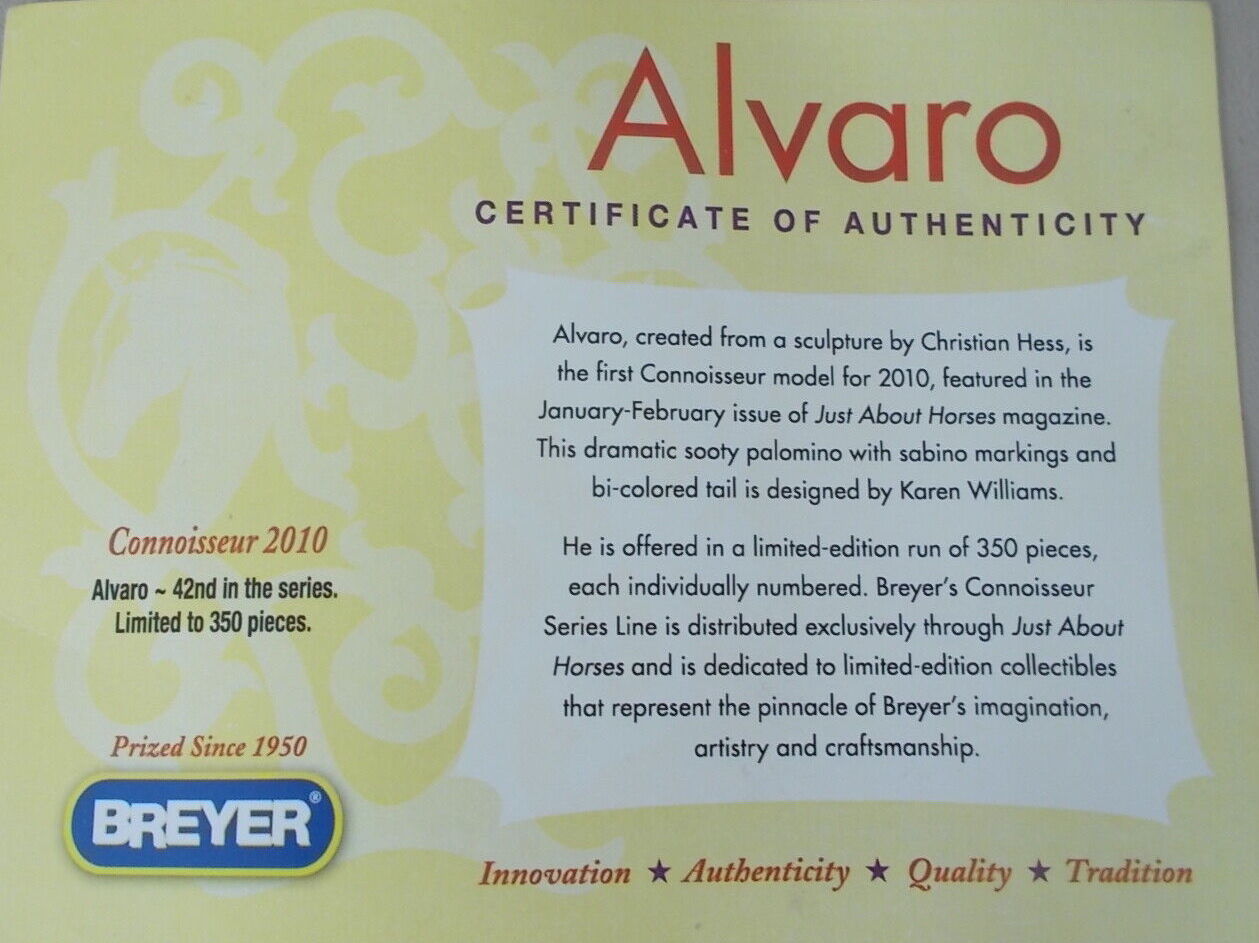 Alvaro
CERTIFICATE OF AUTHENTICITY
Alvaro, created from a sculpture by Christian Hess, is
the first Connoisseur model for 2010, featured in the
January-February issue of Just About Horses magazine.
This dramatic sooty palomino with sabino markings and
bi-colored tail is designed by Karen Williams.
He is offered in a limited-edition run of 350 pieces,
each individually numbered. Breyer's Connoisseur
Series Line is distributed exclusively through Just About
Horses and is dedicated to limited-edition collectibles
that represent the pinnacle of Breyer's imagination,
artistry and craftsmanship.
Connoisseur 2010
Alvaro ~ 42nd in the series.
Limited to 350 pieces.
Prized Since 1950
BREYER®
Innovation ★ Authenticity ★ Quality ★ Tradition